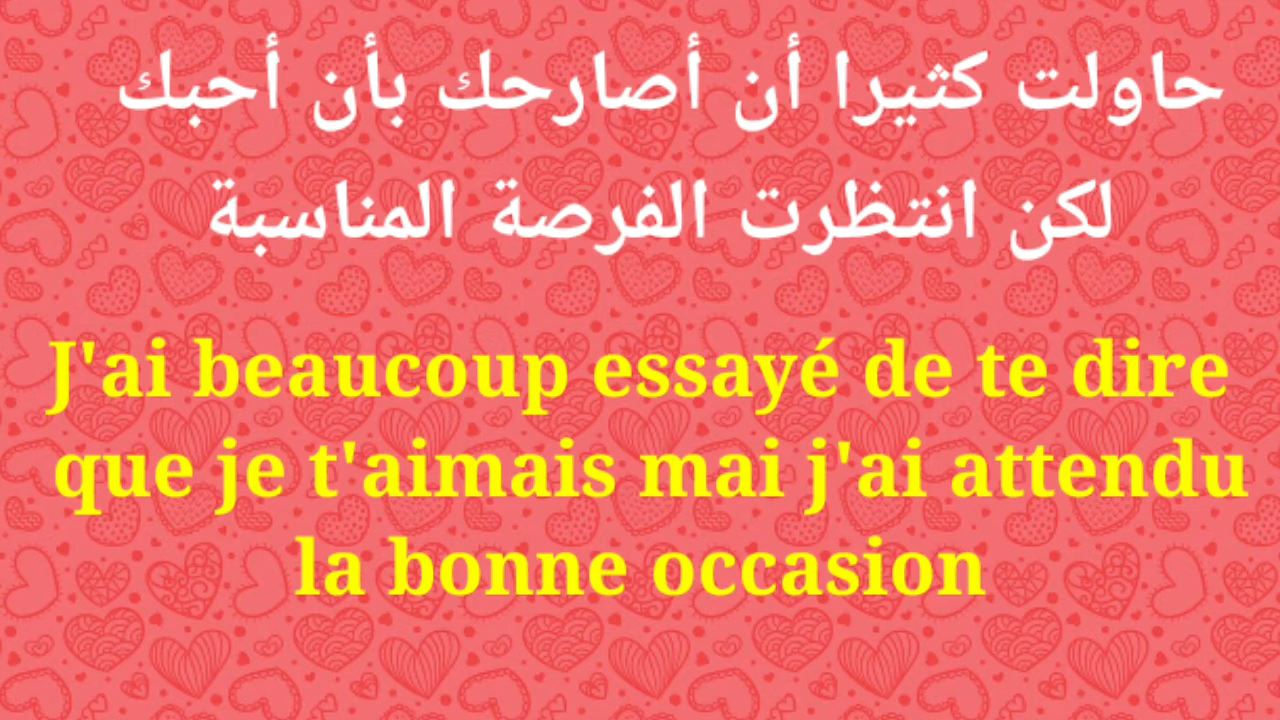 حاولت كثيرا أن أصارحك بأن أحبك
لكن انتظرت الفرصة المناسبة
J'ai beaucoup essayé de te dire
que je t'aimais mai j'ai attendu
la bonne occasion